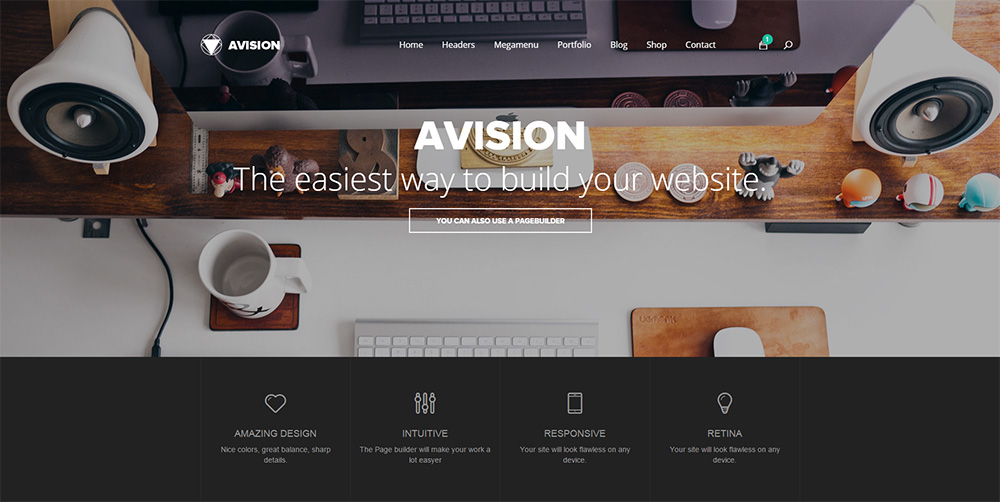 AVISION
Home Headers Megamenu Portfolio Blog Shop Contact
1
AVISION
The easiest way to build your website.
YOU CAN ALSO USE A PAGEBUILDER
AMAZING DESIGN
Nice colors, great balance, sharp
details.
INTUITIVE
The Page builder will make your work a
lot easyer
RESPONSIVE
Your site will look flawless on any
device.
RETINA
Your site will look flawless on any
device.